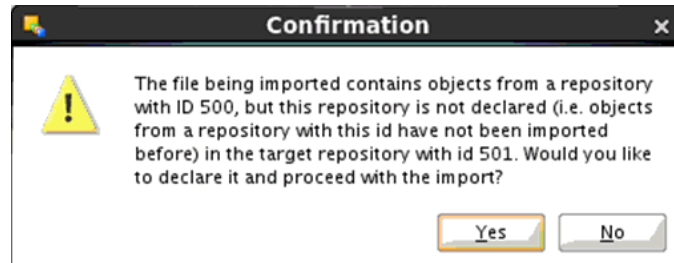 Confirmation
The file being imported contains objects from a repository
with ID 500, but this repository is not declared (i.e. objects
from a repository with this id have not been imported
before) in the target repository with id 501. Would you like
to declare it and proceed with the import?
Yes No